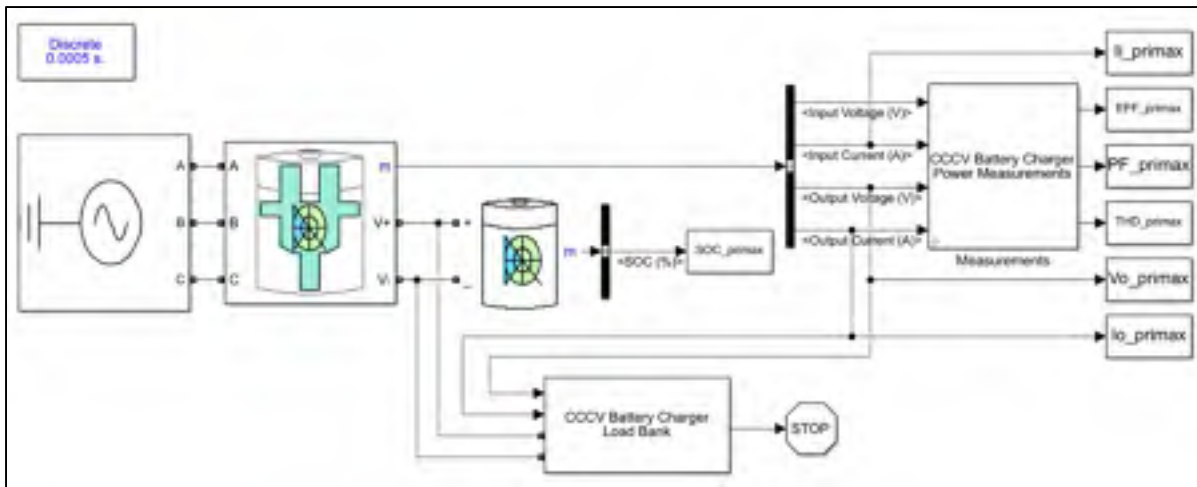 Discrete
0.0005 s.
A
B
C
A
B
C
m
V+
V-
+
_
m
<SOC (%)>
SOC_primax
<Input Voltage (V)>
<Input Current (A)>
<Output Voltage (V)>
<Output Current (A)>
CCCV Battery Charger
Power Measurements
Measurements
Ii_primax
EFF_primax
PF_primax
THD_primax
Vo_primax
Io_primax
CCCV Battery Charger
Load Bank
STOP